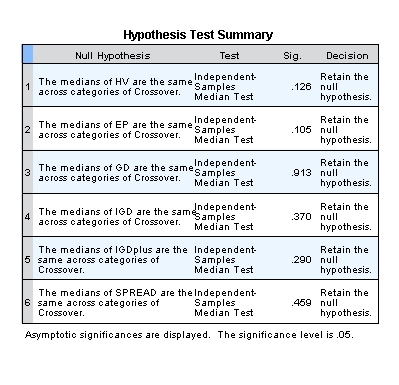 Hypothesis Test Summary
Null Hypothesis Test Sig. Decision
1 The medians of HV are the same across categories of Crossover. Independent-Samples Median Test .126 Retain the null hypothesis.
2 The medians of EP are the same across categories of Crossover. Independent-Samples Median Test .105 Retain the null hypothesis.
3 The medians of GD are the same across categories of Crossover. Independent-Samples Median Test .913 Retain the null hypothesis.
4 The medians of IGD are the same across categories of Crossover. Independent-Samples Median Test .370 Retain the null hypothesis.
5 The medians of IGDplus are the same across categories of Crossover. Independent-Samples Median Test .290 Retain the null hypothesis.
6 The medians of SPREAD are the same across categories of Crossover. Independent-Samples Median Test .459 Retain the null hypothesis.
Asymptotic significances are displayed. The significance level is .05.